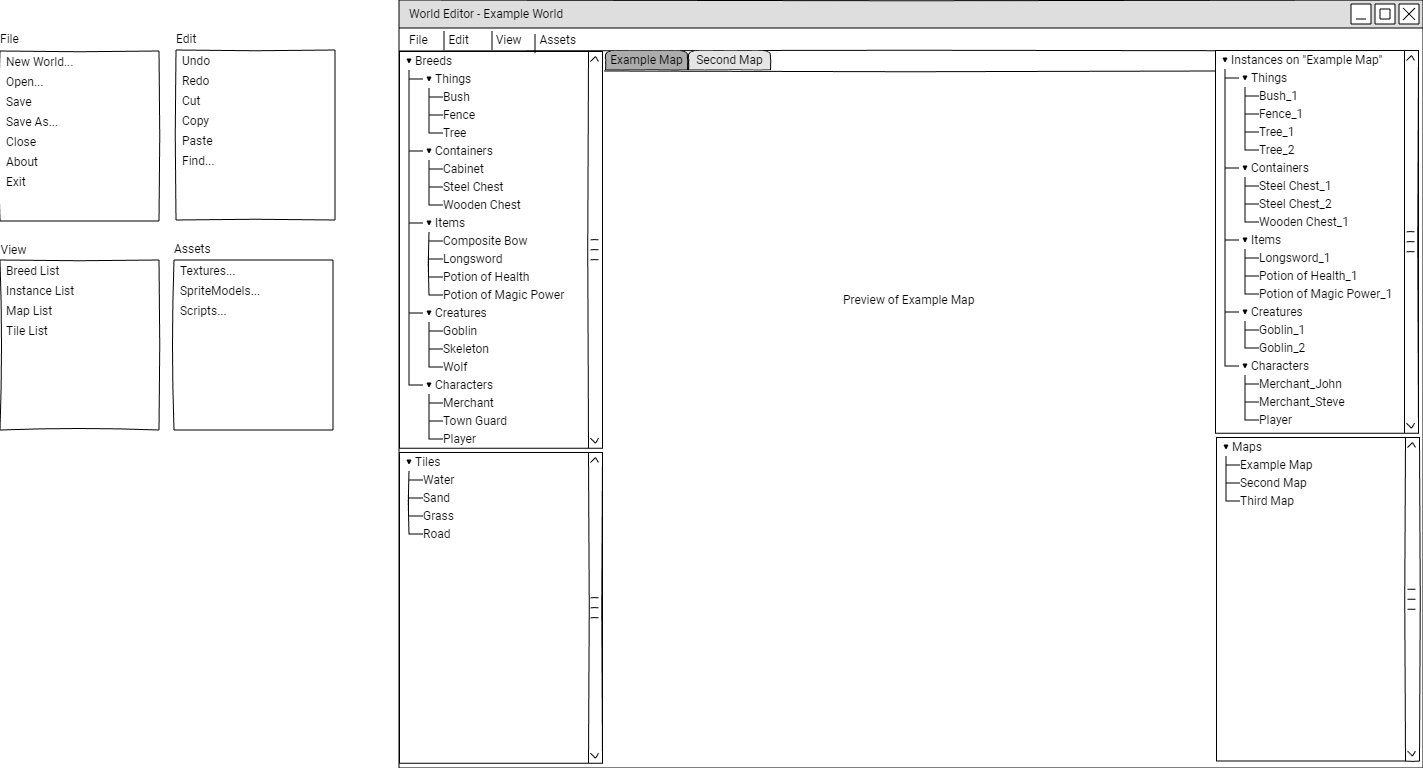 File
New World...
Open...
Save
Save As...
Close
About
Exit
Edit
Undo
Redo
Cut
Copy
Paste
Find...
View
Breed List
Instance List
Map List
Tile List
Assets
Textures...
SpriteModels...
Scripts...
World Editor - Example World
File Edit View Assets
Breeds
Things
Bush
Fence
Tree
Containers
Cabinet
Steel Chest
Wooden Chest
Items
Composite Bow
Longsword
Potion of Health
Potion of Magic Power
Creatures
Goblin
Skeleton
Wolf
Characters
Merchant
Town Guard
Player
Tiles
Water
Sand
Grass
Road
Example Map Second Map
Preview of Example Map
Instances on "Example Map"
Things
Bush_1
Fence_1
Tree_1
Tree_2
Containers
Steel Chest_1
Steel Chest_2
Wooden Chest_1
Items
Longsword_1
Potion of Health_1
Potion of Magic Power_1
Creatures
Goblin_1
Goblin_2
Characters
Merchant_John
Merchant_Steve
Player
Maps
Example Map
Second Map
Third Map